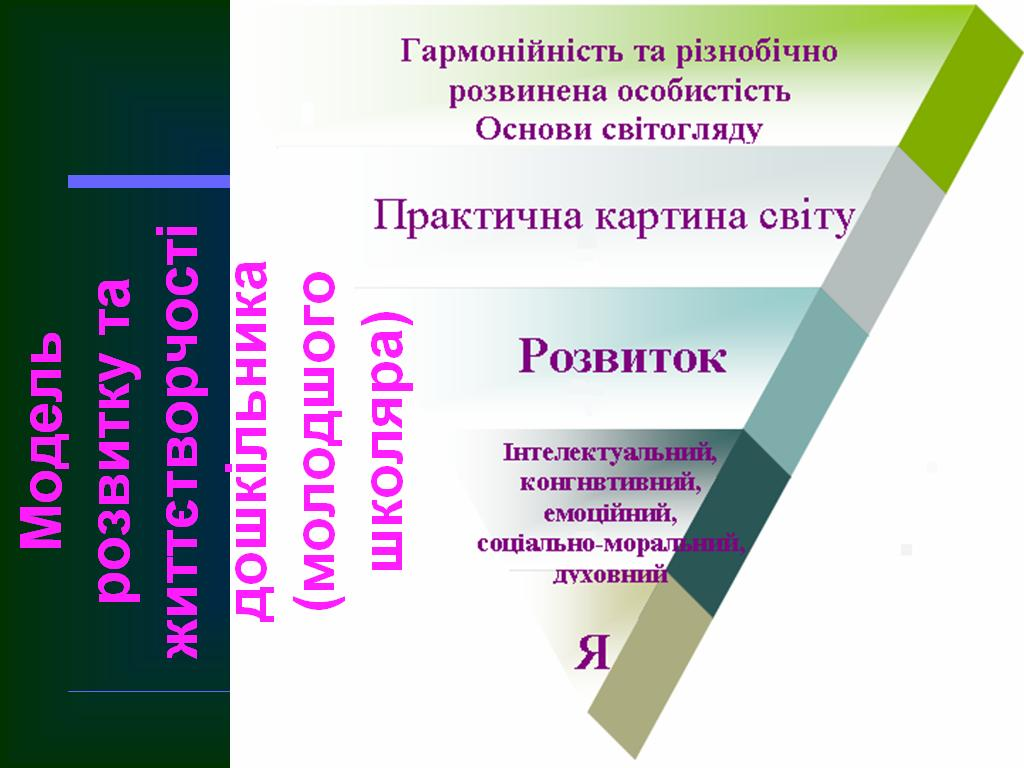 Модель
розвитку та
життєтворчості
дошкільника
(молодшого
школяра)
Гармонійність та різнобічно
розвинена особистість
Основи світогляду
Практична картина світу
Розвиток
Інтелектуальний,
конгнвтивний,
емоційний,
соціально-моральний,
духовний
Я